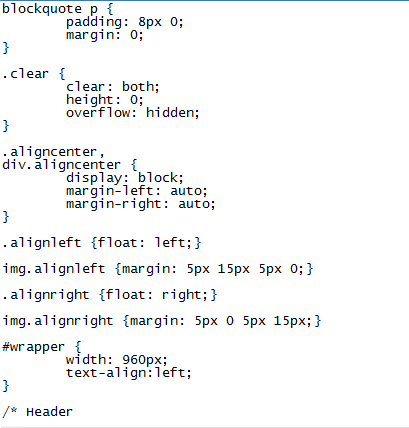 blockquote p {
padding: 8px 0;
margin: 0;
}
.clear {
clear: both;
height: 0;
overflow: hidden;
}
.aligncenter,
div.aligncenter {
display: block;
margin-left: auto;
margin-right: auto;
}
.alignleft {float: left;}
img.alignleft {margin: 5px 15px 5px 0;}
.alignright {float: right;}
img.alignright {margin: 5px 0 5px 15px;}
#wrapper {
width: 960px;
text-align:left;
}
/* Header